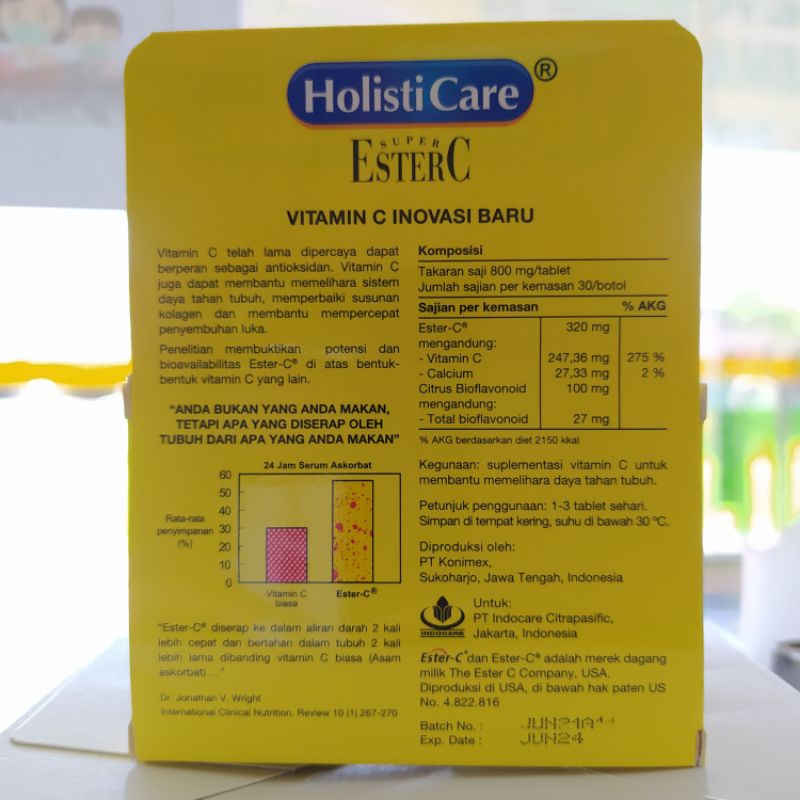 HolistiCare®
SUPER
ESTERC
VITAMIN C INOVASI BARU
Vitamin C telah lama dipercaya dapat
berperan sebagai antioksidan. Vitamin C
juga dapat membantu memelihara sistem
daya tahan tubuh, memperbaiki susunan
kolagen dan membantu mempercepat
penyembuhan luka.
Penelitian membuktikan potensi dan
bioavailabilitas Ester-C® di atas bentuk-
bentuk vitamin C yang lain.
“ANDA BUKAN YANG ANDA MAKAN,
TETAPI APA YANG DISERAP OLEH
TUBUH DARI APA YANG ANDA MAKAN”
24 Jam Serum Askorbat
60
50
40
30
20
10
0
Rata-rata
penyimpanan
(%)
Vitamin C
biasa
Ester-C®
“Ester-C® diserap ke dalam aliran darah 2 kali
lebih cepat dan bertahan dalam tubuh 2 kali
lebih lama dibanding vitamin C biasa (Asam
askorbat)....”
Dr. Jonathan V. Wright
International Clinical Nutrition. Review 10 (1):267-270
Komposisi
Takaran saji 800 mg/tablet
Jumlah sajian per kemasan 30/botol
Sajian per kemasan % AKG
Ester-C® 320 mg
mengandung:
- Vitamin C 247,36 mg 275 %
- Calcium 27,33 mg 2 %
Citrus Bioflavonoid 100 mg
mengandung:
- Total bioflavonoid 27 mg
% AKG berdasarkan diet 2150 kkal
Kegunaan: suplementasi vitamin C untuk
membantu memelihara daya tahan tubuh.
Petunjuk penggunaan: 1-3 tablet sehari.
Simpan di tempat kering, suhu di bawah 30 ºC.
Diproduksi oleh:
PT Konimex,
Sukoharjo, Jawa Tengah, Indonesia
INDOCARE
Untuk:
PT Indocare Citrapasific,
Jakarta, Indonesia
Ester-C® dan Ester-C® adalah merek dagang
milik The Ester C Company, USA.
Diproduksi di USA, di bawah hak paten US
No. 4.822.816
Batch No. :
Exp. Date : JUN24